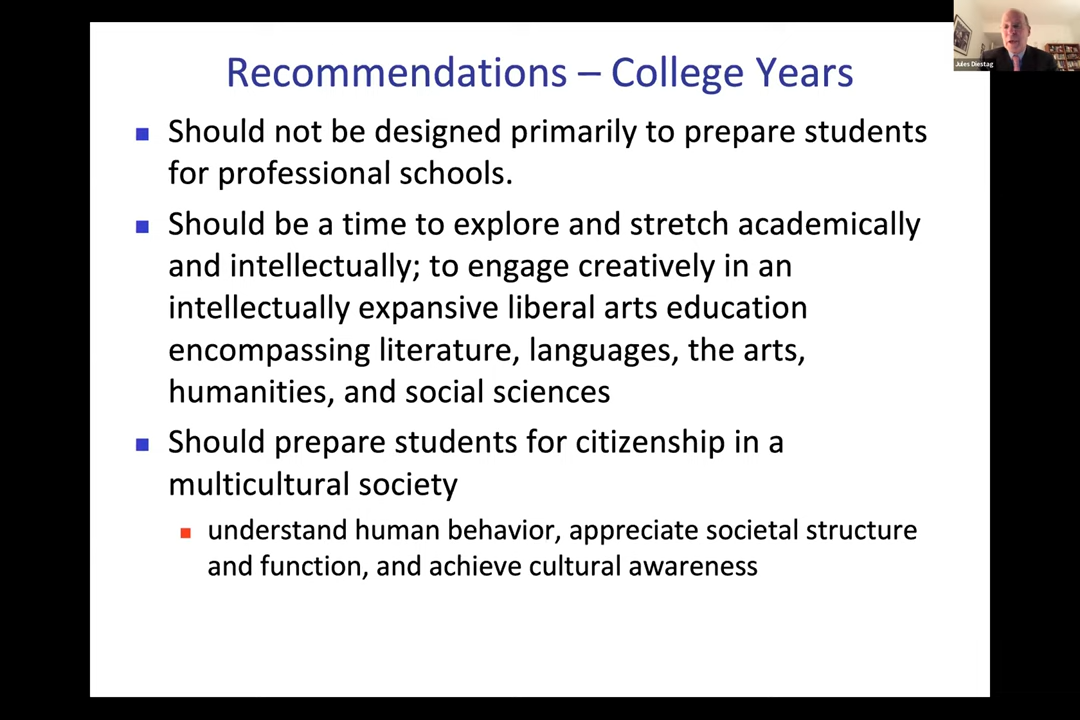 Recommendations – College Years
Should not be designed primarily to prepare students
for professional schools.
Should be a time to explore and stretch academically
and intellectually; to engage creatively in an
intellectually expansive liberal arts education
encompassing literature, languages, the arts,
humanities, and social sciences
Should prepare students for citizenship in a
multicultural society
understand human behavior, appreciate societal structure
and function, and achieve cultural awareness
Jules Dienstag